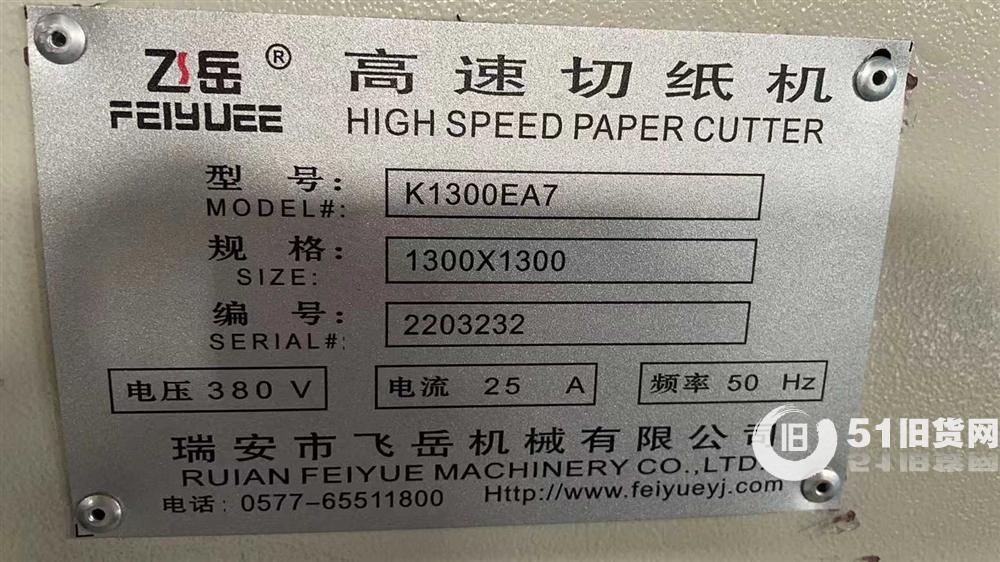 飞岳® 高速切纸机
FEIYUEE HIGH SPEED PAPER CUTTER
型 号: K1300EA7
MODEL#:
规 格: 1300X1300
SIZE:
编 号: 2203232
SERIAL#:
电压 380 V 电流 25 A 频率 50 Hz
瑞安市飞岳机械有限公司
RUIAN FEIYUE MACHINERY CO.,LTD.
电话: 0577-65511800 Http://www.feiyueyj.com
旧 51旧货网